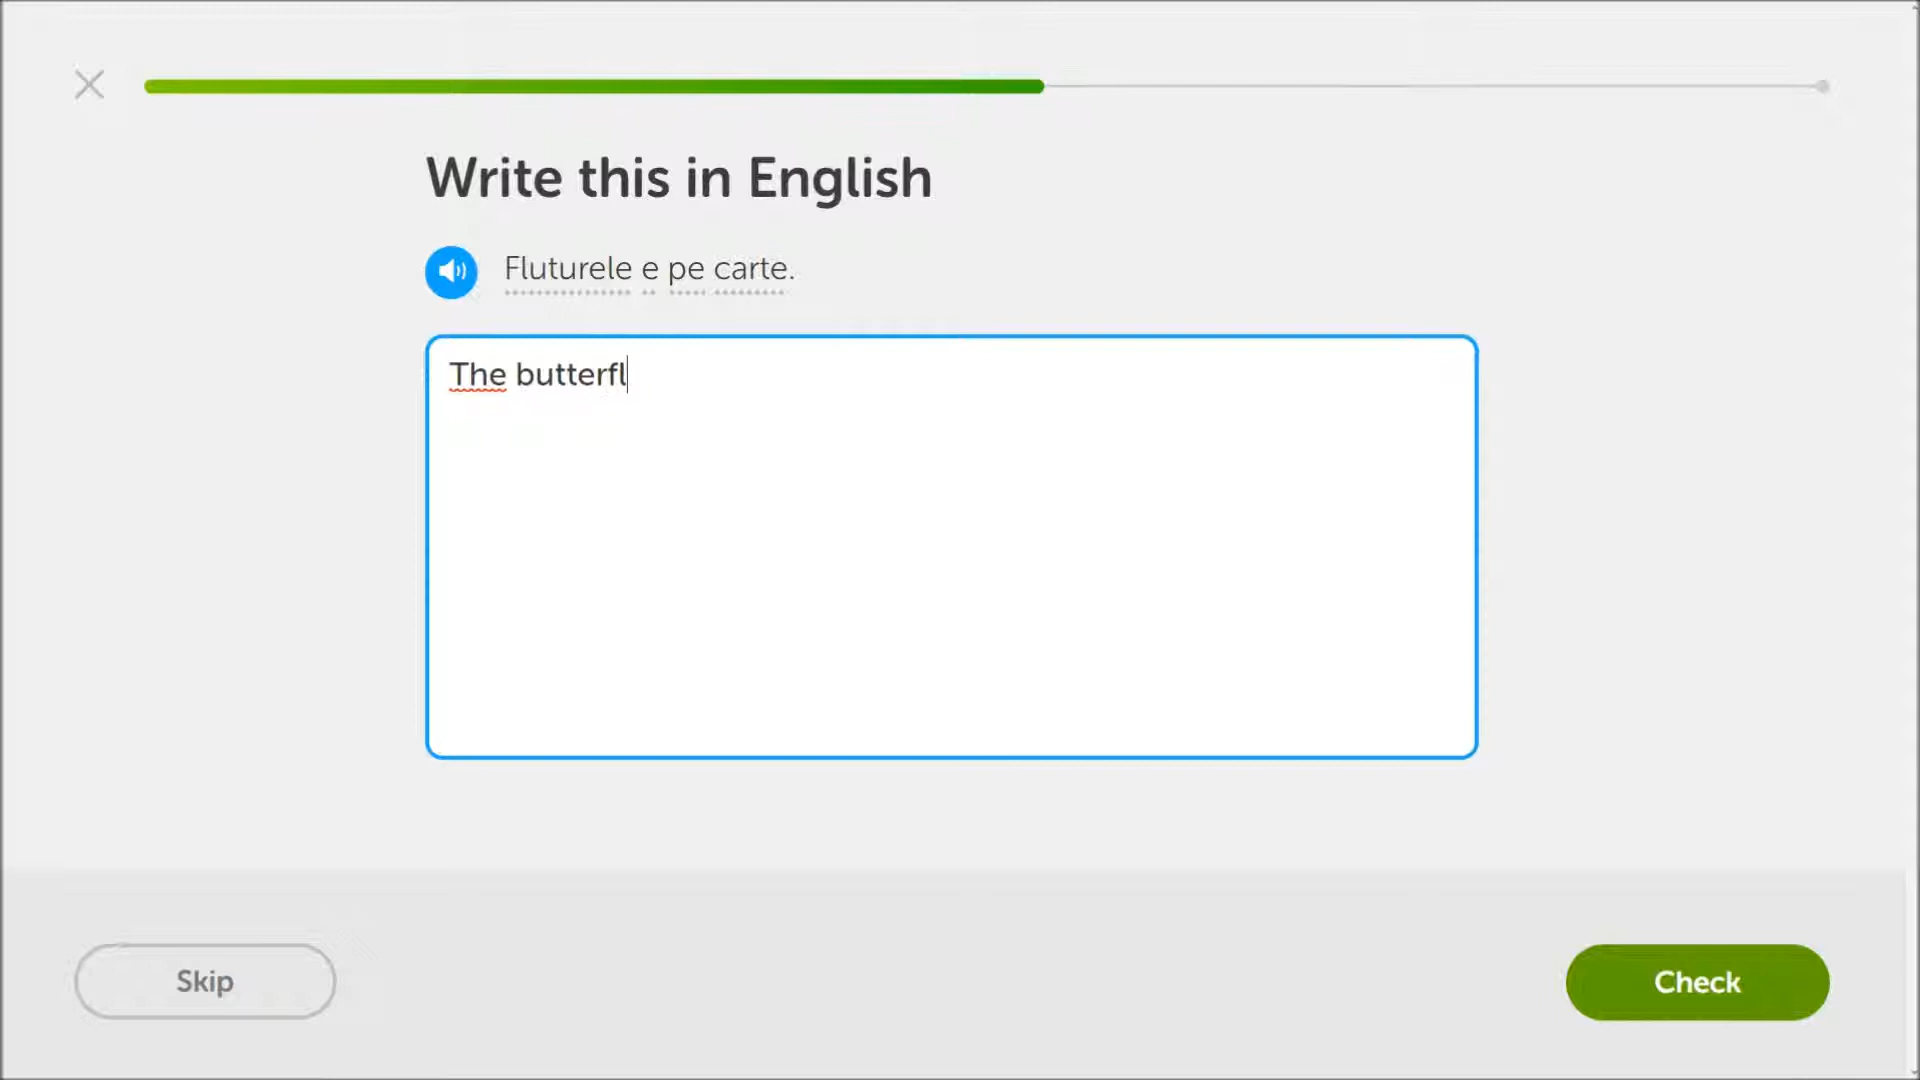 Write this in English
Fluturele e pe carte.
The butterfl
Skip
Check